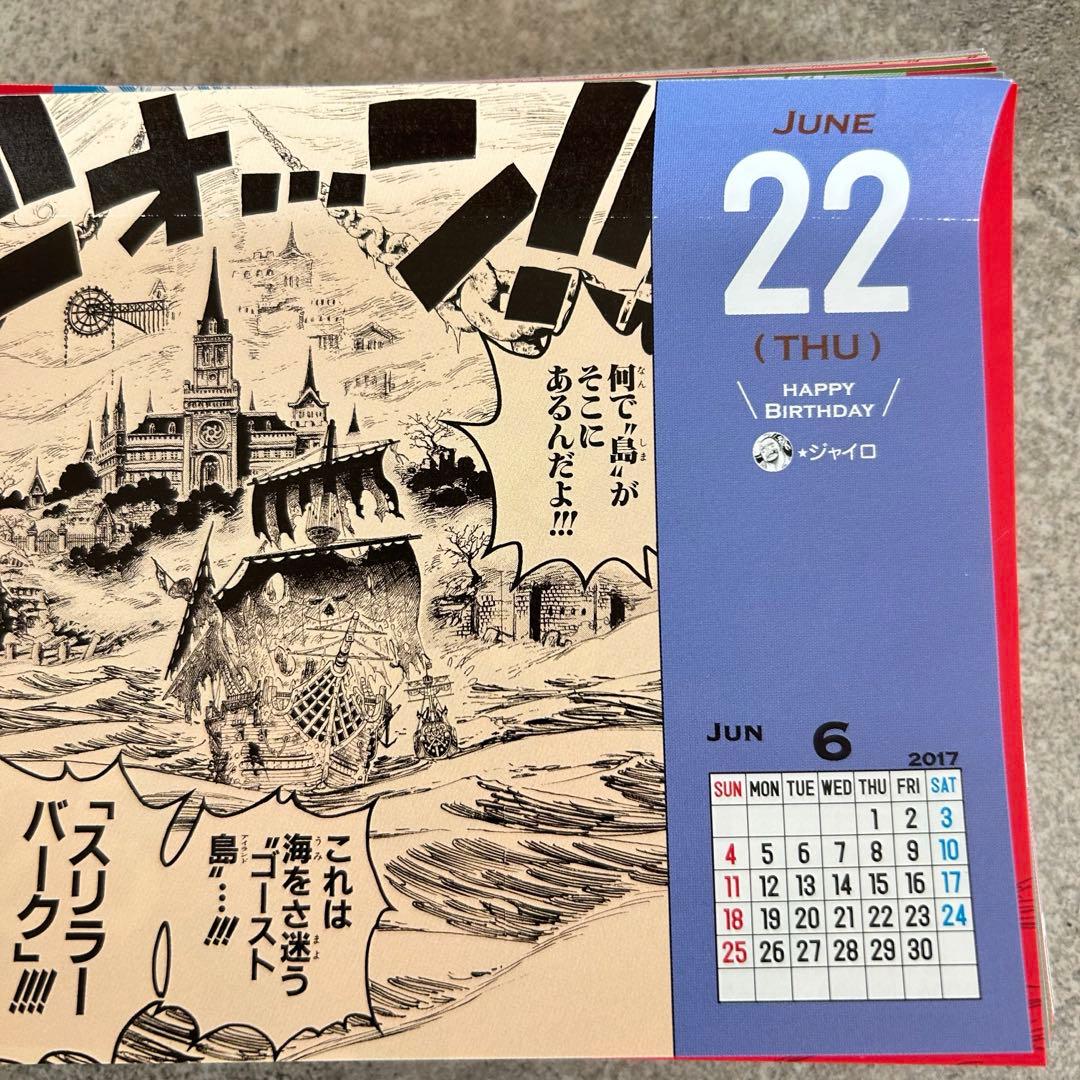 ドォォン!!!
何で〝島〟が
そこに
あるんだよ!!!
これは
海をさ迷う
〝ゴースト
島〟…!!!
「スリラー
バーク」!!!!
JUNE
22
(THU)
HAPPY
BIRTHDAY
★ジャイロ
JUN 6 2017
SUN MON TUE WED THU FRI SAT
1 2 3
4 5 6 7 8 9 10
11 12 13 14 15 16 17
18 19 20 21 22 23 24
25 26 27 28 29 30